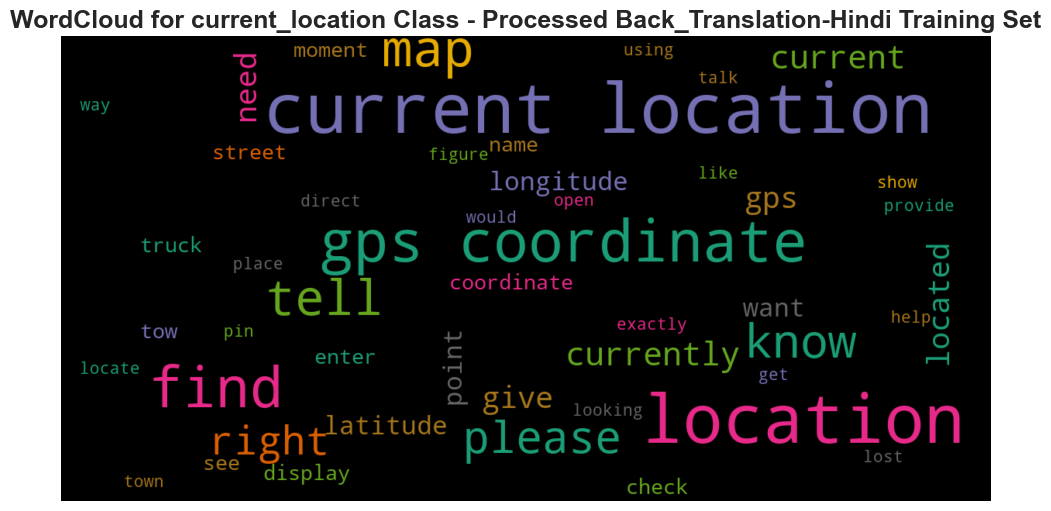 WordCloud for current_location Class - Processed Back_Translation-Hindi Training Set
moment
map
using
current
talk
need
way
current location
street
figure
name
like
longitude
show
direct
open
gps
provide
would
truck
gps coordinate
place
coordinate
located
tell
want
help
tow
pin
exactly
know
enter
currently
point
locate
get
find
give
looking
location
right
latitude
please
see
lost
display
town
check